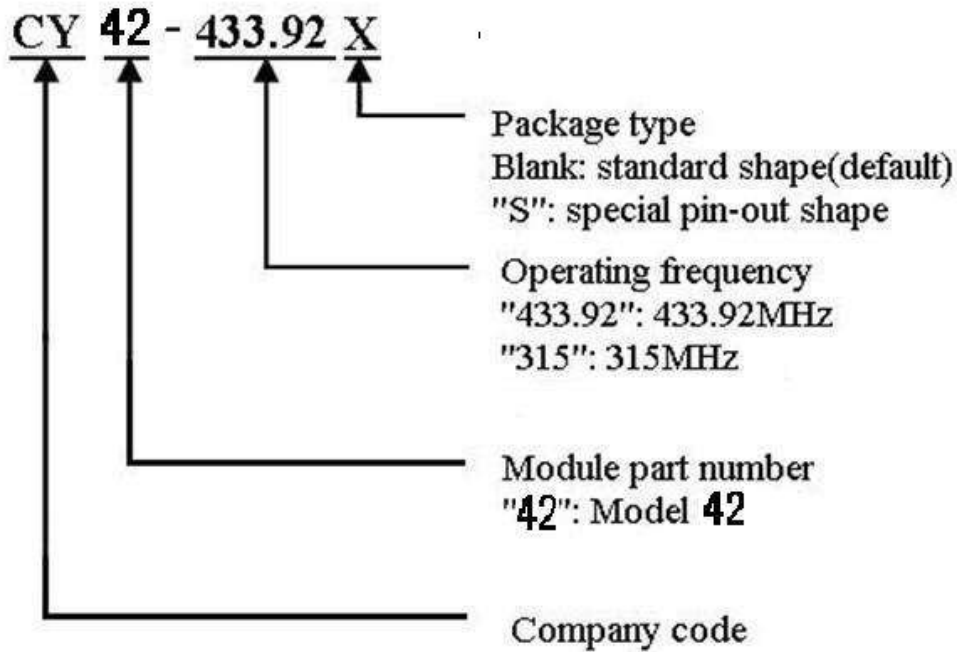 CY 42 - 433.92 X
Package type
Blank: standard shape(default)
"S": special pin-out shape
Operating frequency
"433.92": 433.92MHz
"315": 315MHz
Module part number
"42": Model 42
Company code